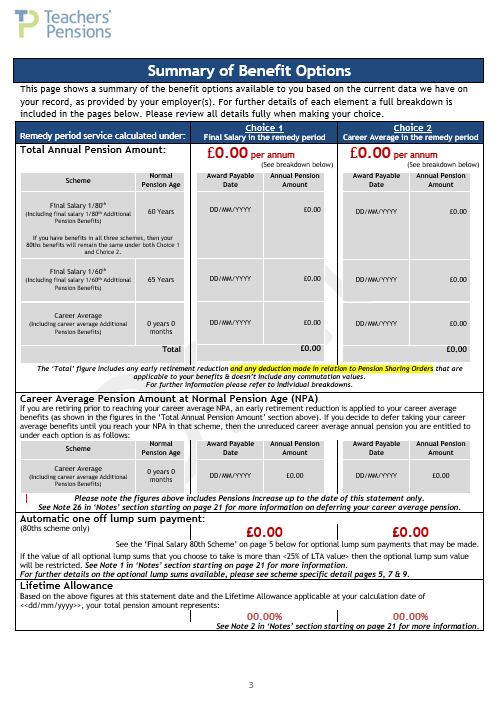 Teachers'
Pensions
Summary of Benefit Options
This page shows a summary of the benefit options available to you based on the current data we have on
your record, as provided by your employer(s). For further details of each element a full breakdown is
included in the pages below. Please review all details fully when making your choice.
Remedy period service calculated under:
Choice 1
Final Salary in the remedy period
Choice 2
Career Average in the remedy period
Total Annual Pension Amount:
£0.00 per annum
(See breakdown below)
£0.00 per annum
(See breakdown below)
Scheme
Normal
Pension Age
Award Payable
Date
Annual Pension
Amount
Award Payable
Date
Annual Pension
Amount
Final Salary 1/80th
(Including final salary 1/80th Additional
Pension Benefits)
If you have benefits in all three schemes, then your
80ths benefits will remain the same under both Choice 1
and Choice 2.
60 Years
DD/MM/YYYY
£0.00
DD/MM/YYYY
£0.00
Final Salary 1/60th
(Including final salary 1/60th Additional
Pension Benefits)
65 Years
DD/MM/YYYY
£0.00
DD/MM/YYYY
£0.00
Career Average
(Including career average Additional
Pension Benefits)
0 years 0
months
DD/MM/YYYY
£0.00
DD/MM/YYYY
£0.00
Total
£0.00
£0.00
The 'Total' figure includes any early retirement reduction and any deduction made in relation to Pension Sharing Orders that are
applicable to your benefits & doesn't include any commutation values.
For further information please refer to individual breakdowns.
Career Average Pension Amount at Normal Pension Age (NPA)
If you are retiring prior to reaching your career average NPA, an early retirement reduction is applied to your career average
benefits (as shown in the figures in the 'Total Annual Pension Amount' section above). If you decide to defer taking your career
average benefits until you reach your NPA in that scheme, then the unreduced career average annual pension you are entitled to
under each option is as follows:
Scheme
Normal
Pension Age
Award Payable
Date
Annual Pension
Amount
Award Payable
Date
Annual Pension
Amount
Career Average
(Including career average Additional
Pension Benefits)
0 years 0
months
DD/MM/YYYY
£0.00
DD/MM/YYYY
£0.00
Please note the figures above includes Pensions Increase up to the date of this statement only.
See Note 26 in 'Notes' section starting on page 21 for more information on deferring your career average pension.
Automatic one off lump sum payment:
(80ths scheme only)
£0.00
£0.00
See the 'Final Salary 80th Scheme' on page 5 below for optional lump sum payments that may be made.
If the value of all optional lump sums that you choose to take is more than <25% of LTA value> then the optional lump sum value
will be restricted. See Note 1 in 'Notes' section starting on page 21 for more information.
For further details on the optional lump sums available, please see scheme specific detail pages 5, 7 & 9.
Lifetime Allowance
Based on the above figures at this statement date and the Lifetime Allowance applicable at your calculation date of
<<dd/mm/yyyy>>, your total pension amount represents:
00.00%
00.00%
See Note 2 in 'Notes' section starting on page 21 for more information.
3